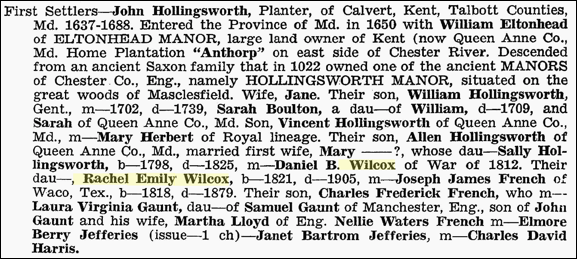 First Settlers—John Hollingsworth, Planter, of Calvert, Kent, Talbott Counties,
Md. 1637-1688. Entered the Province of Md. in 1650 with William Eltonhead
of ELTONHEAD MANOR, large land owner of Kent (now Queen Anne Co.,
Md. Home Plantation "Anthorp" on east side of Chester River. Descended
from an ancient Saxon family that in 1022 owned one of the ancient MANORS
of Chester Co., Eng., namely HOLLINGSWORTH MANOR, situated on the
great woods of Masclesfield. Wife, Jane. Their son, William Hollingsworth,
Gent., m—1702, d—1739, Sarah Boulton, a dau—of William, d—1709, and
Sarah of Queen Anne Co., Md. Son, Vincent Hollingsworth of Queen Anne Co.,
Md., m—Mary Herbert of Royal lineage. Their son, Allen Hollingsworth of
Queen Anne Co., Md., married first wife, Mary ——?, whose dau—Sally Hol-
lingsworth, b—1798, d—1825, m—Daniel B. Wilcox of War of 1812. Their
dau—, Rachel Emily Wilcox, b—1821, d—1905, m—Joseph James French of
Waco, Tex., b—1818, d—1879. Their son, Charles Frederick French, who m—
Laura Virginia Gaunt, dau—of Samuel Gaunt of Manchester, Eng., son of John
Gaunt and his wife, Martha Lloyd of Eng. Nellie Waters French m—Elmore
Berry Jefferies (issue—1 ch)—Janet Bartrom Jefferies, m—Charles David
Harris.